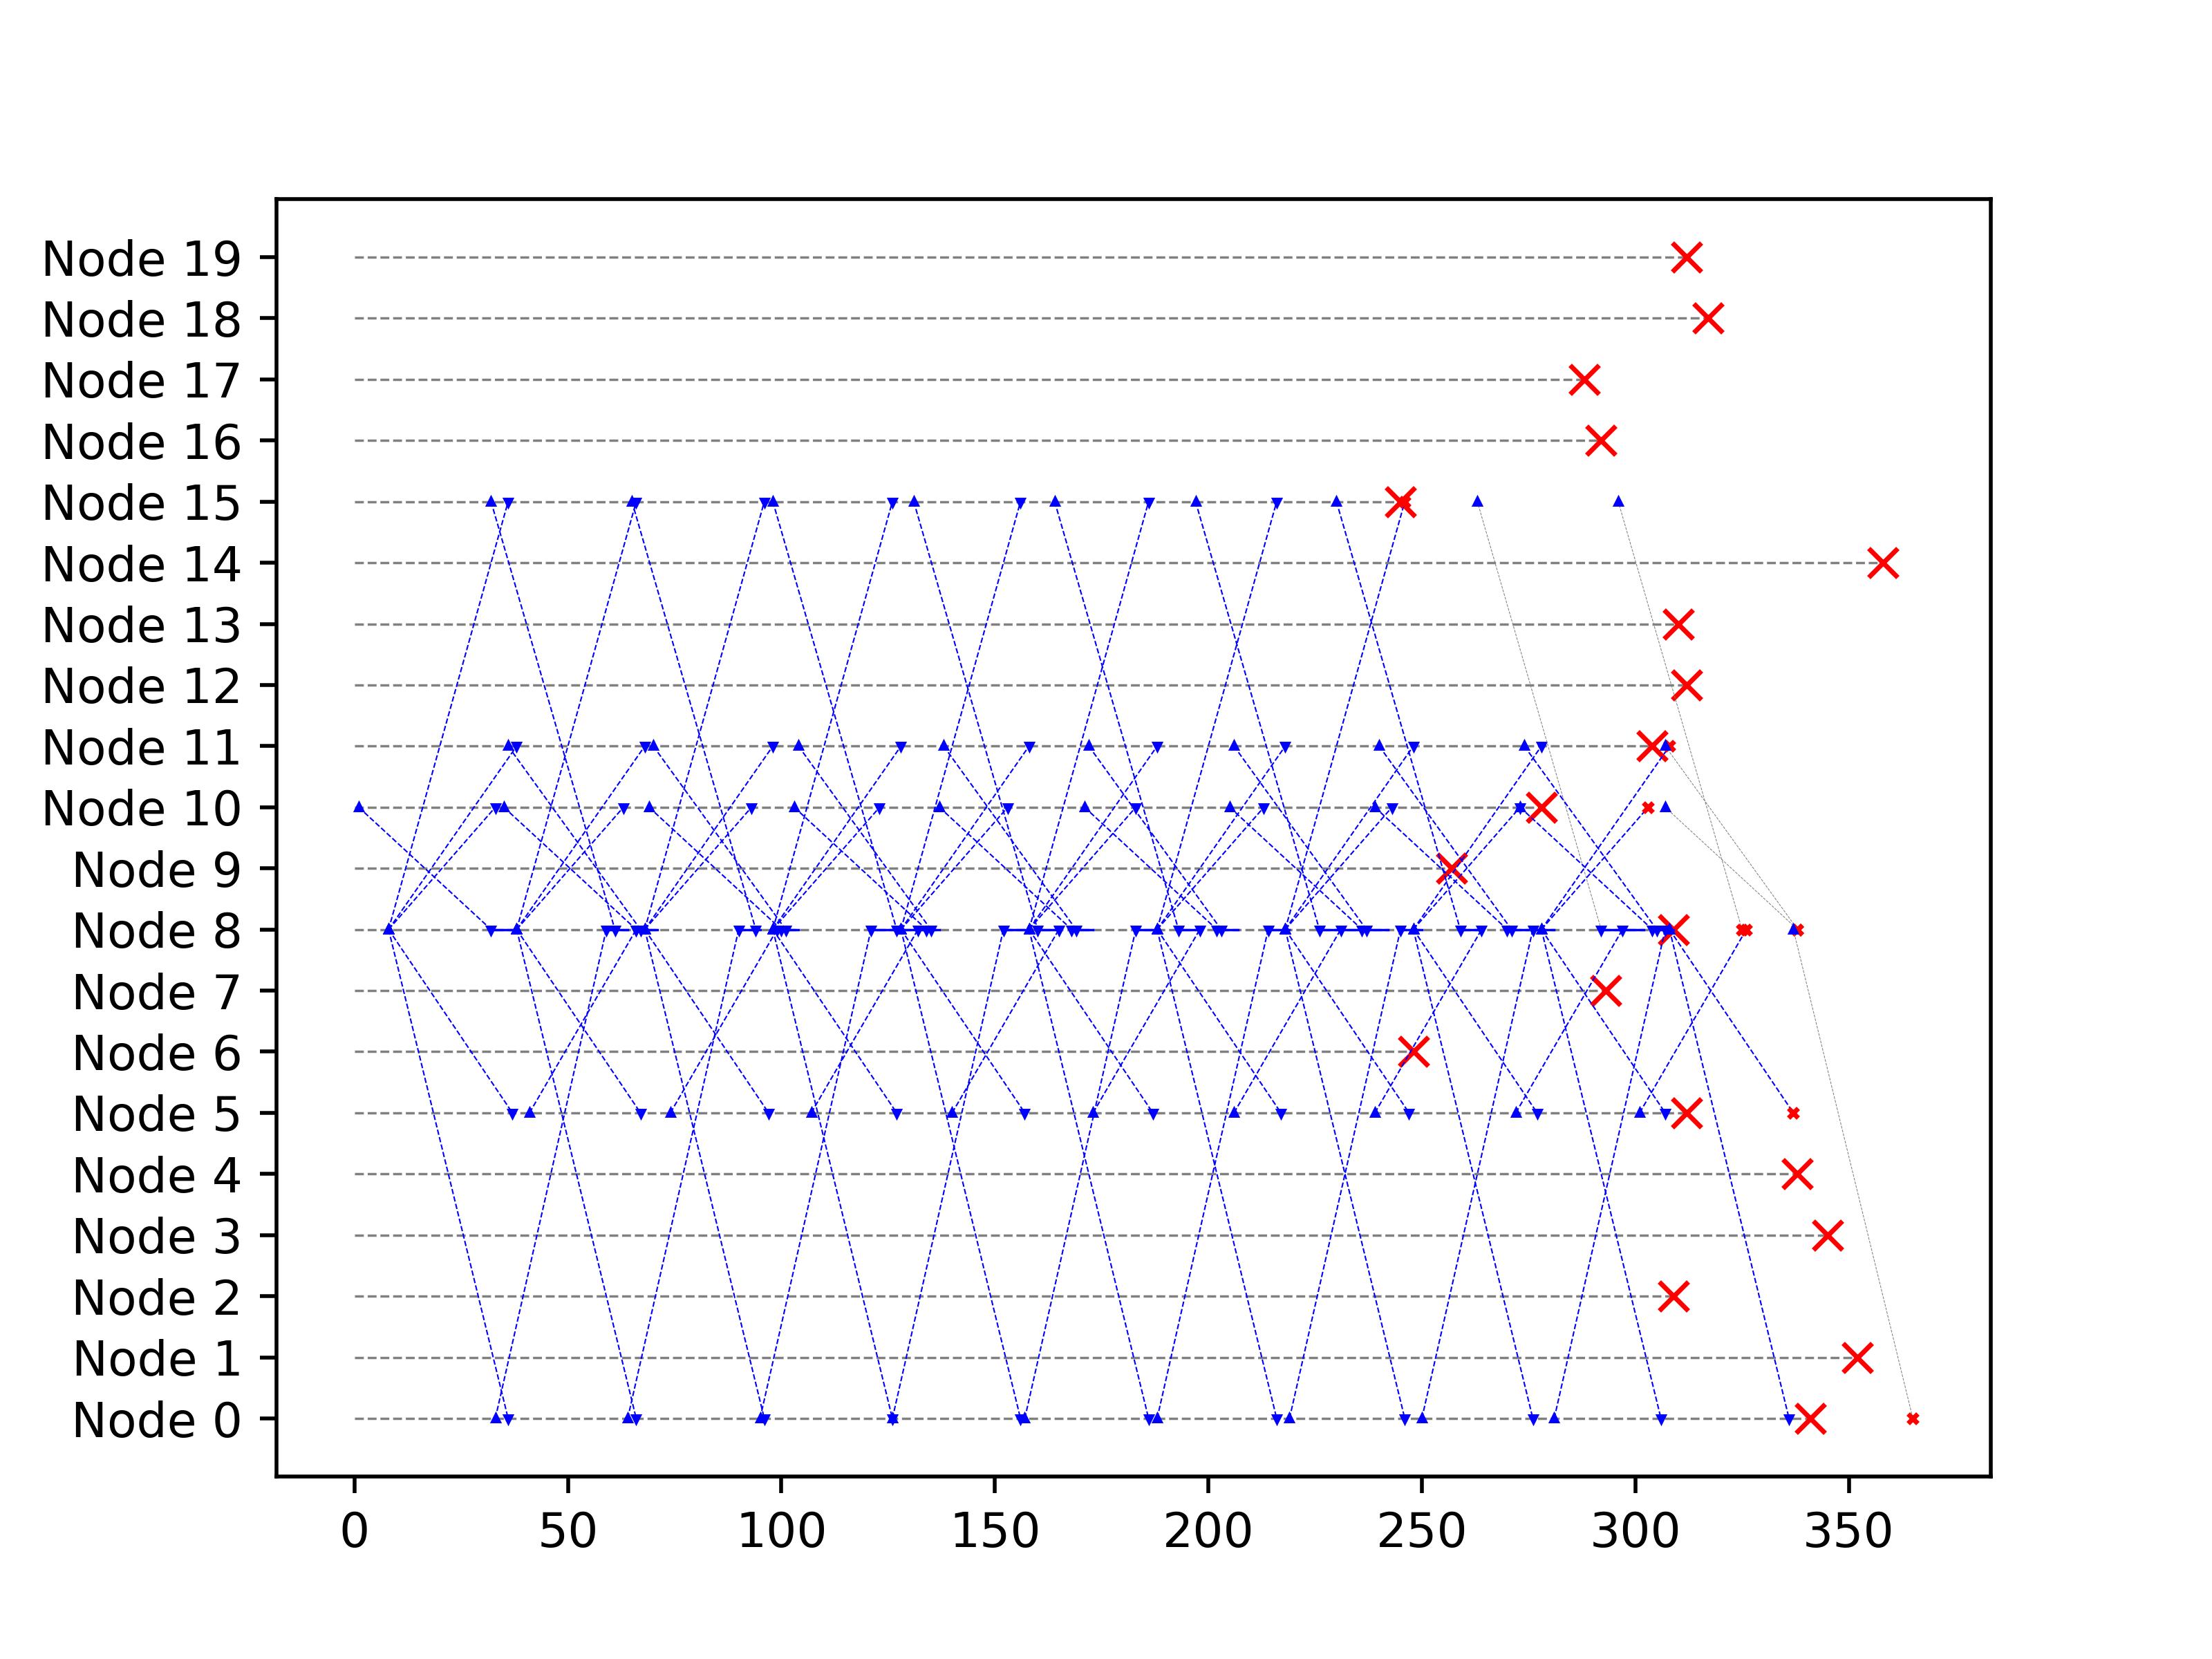 Node 19
Node 18
Node 17
Node 16
Node 15
Node 14
Node 13
Node 12
Node 11
Node 10
Node 9
Node 8
Node 7
Node 6
Node 5
Node 4
Node 3
Node 2
Node 1
Node 0
0 50 100 150 200 250 300 350